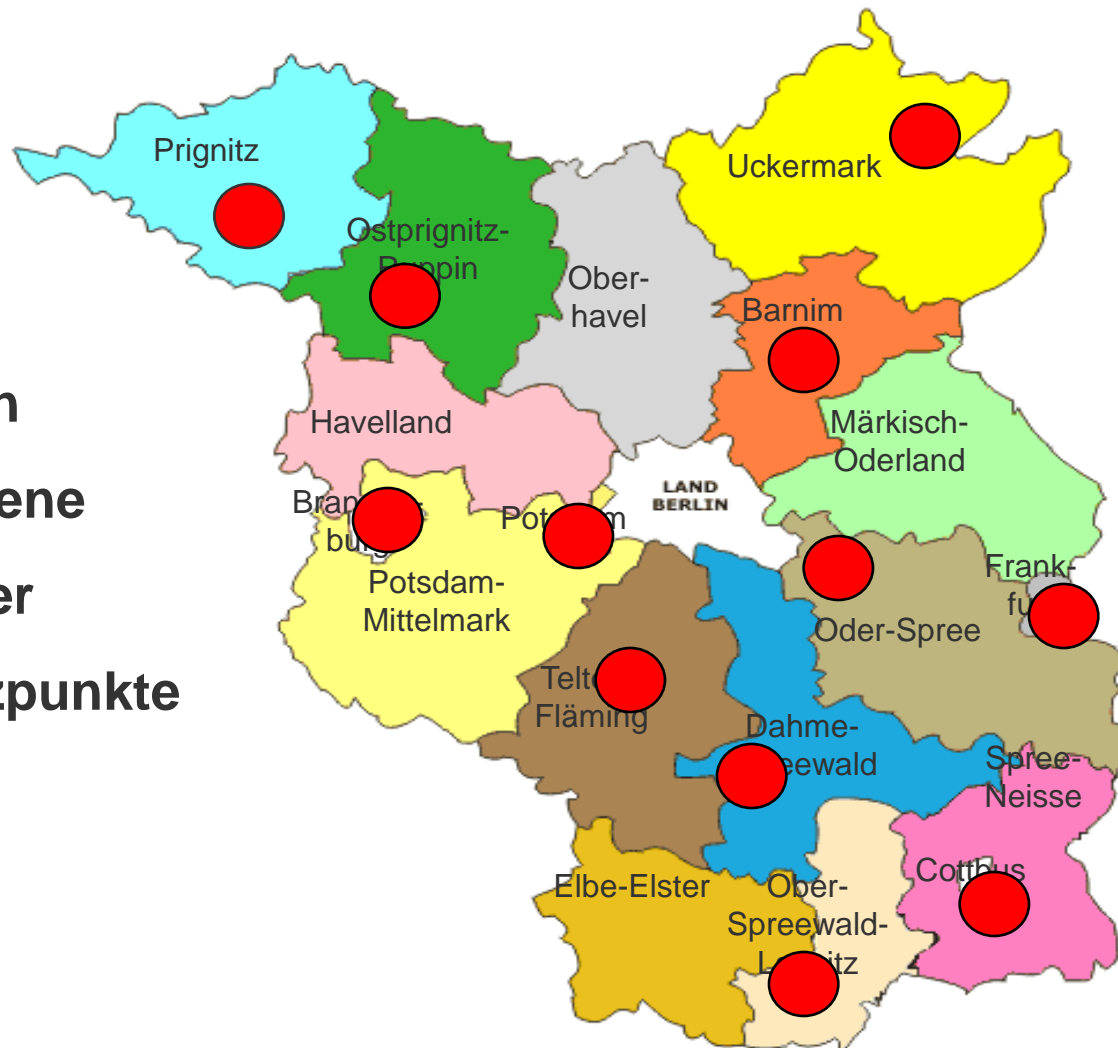 Prignitz
Uckermark
Ostprignitz-
Ruppin
Ober-
havel
Barnim
n
Havelland
Märkisch-
Oderland
ene
LAND
BERLIN
er
Potsdam-
Mittelmark
Frank-
Oder-Spree
zpunkte
Fläming
Dahme-
Spree-
Neisse
Cottbus
Elbe-Elster
Ober-
Spreewald-